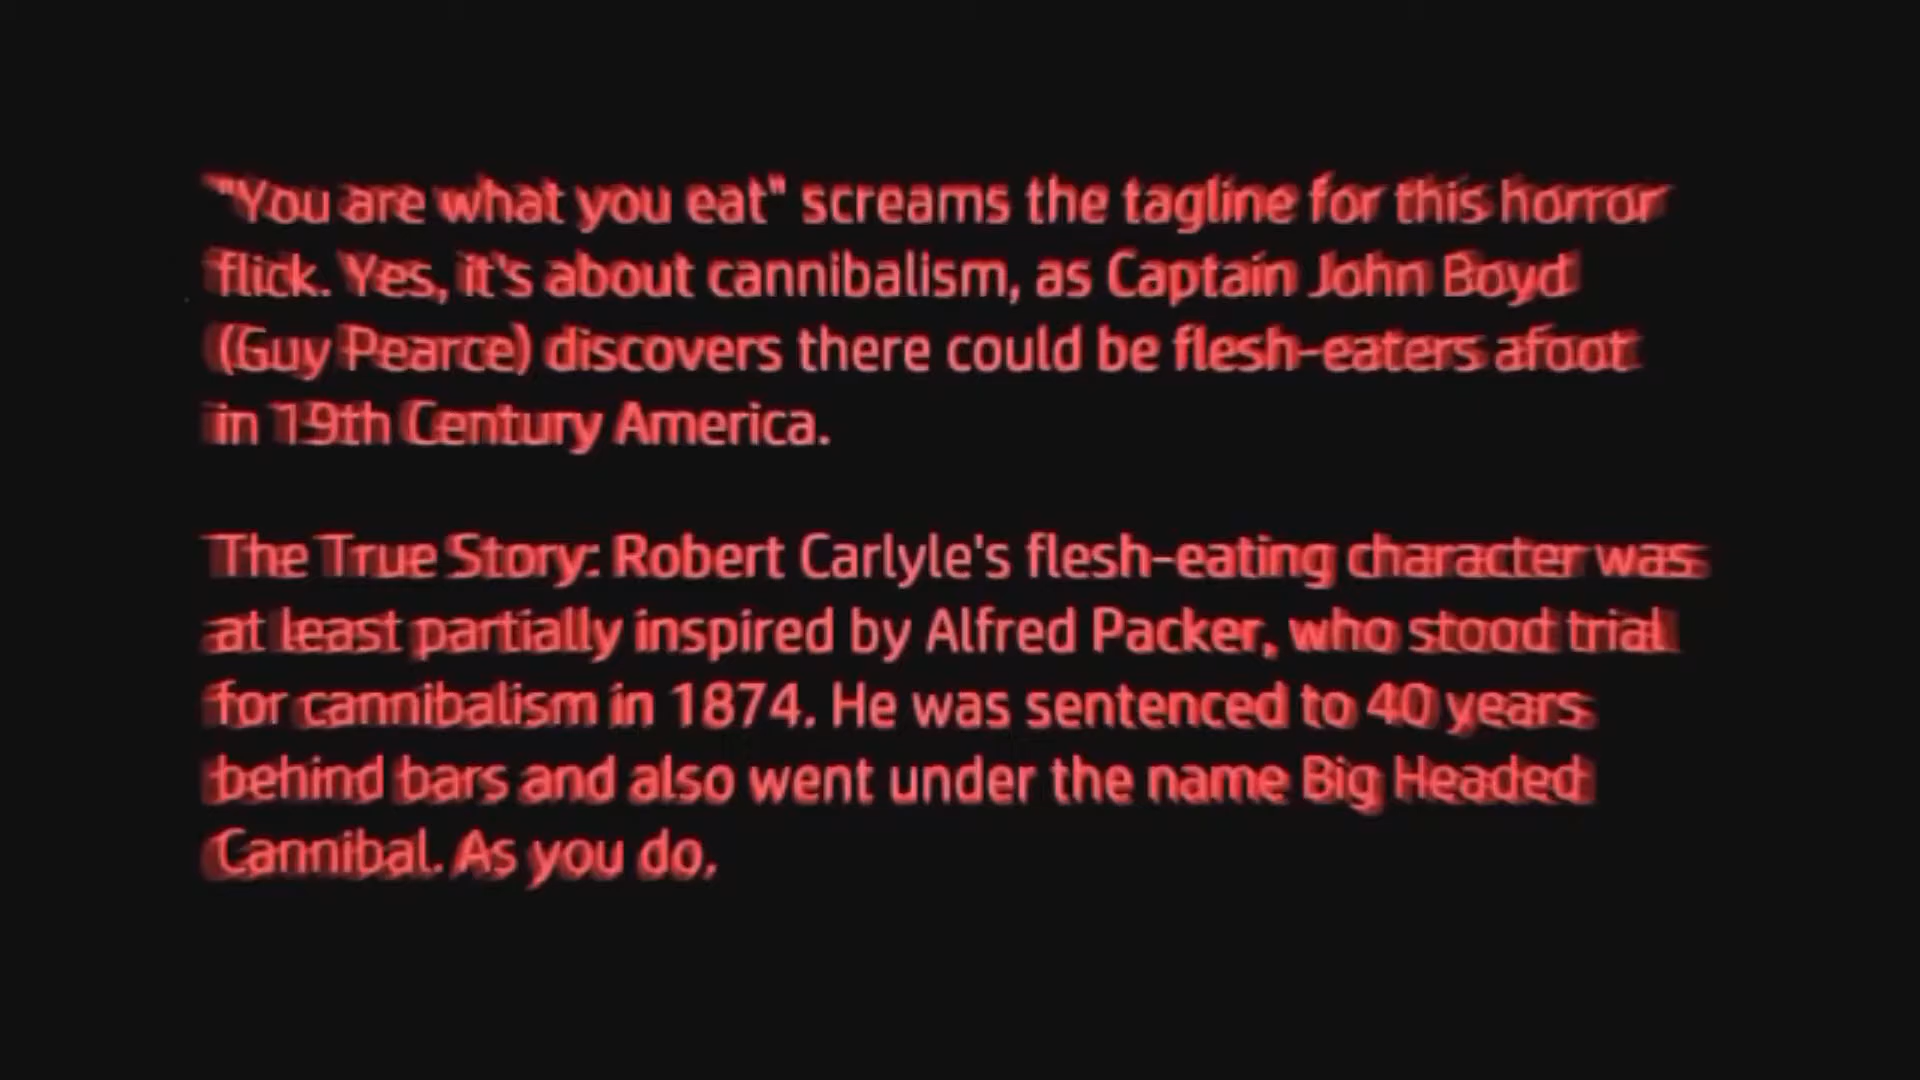 "You are what you eat" screams the tagline for this horror
flick. Yes, it's about cannibalism, as Captain John Boyd
(Guy Pearce) discovers there could be flesh-eaters afoot
in 19th Century America.
The True Story: Robert Carlyle's flesh-eating character was
at least partially inspired by Alfred Packer, who stood trial
for cannibalism in 1874. He was sentenced to 40 years
behind bars and also went under the name Big Headed
Cannibal. As you do.